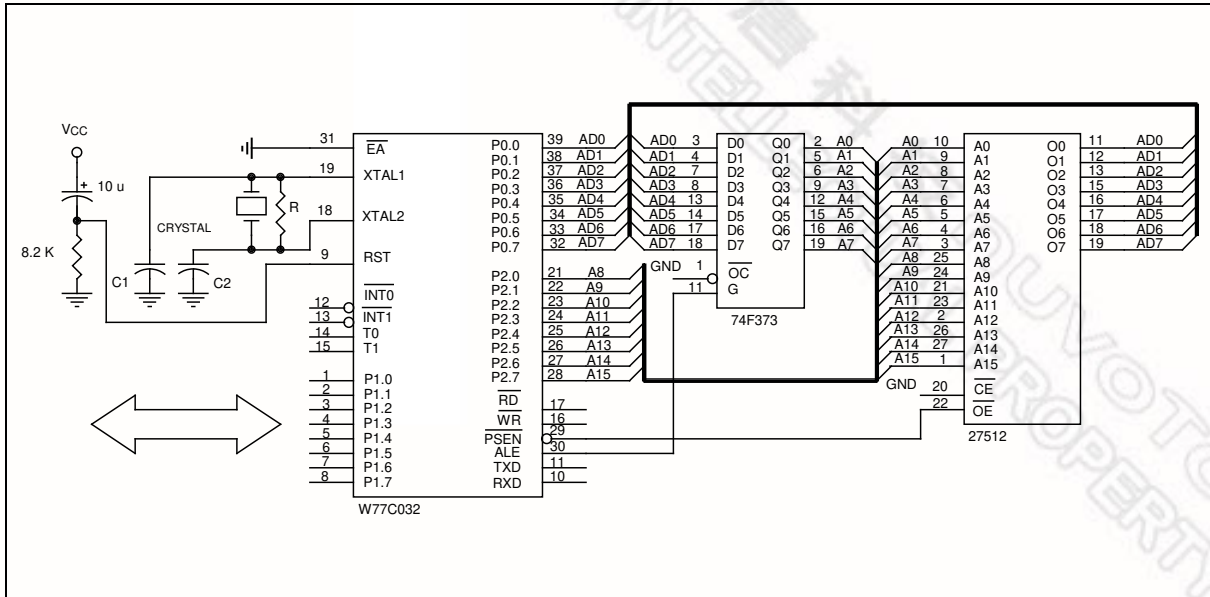 VCC
10 u
8.2 K
C1
C2
CRYSTAL
R
31 EA
19 XTAL1
18 XTAL2
9 RST
12 INT0
13 INT1
14 T0
15 T1
1 P1.0
2 P1.1
3 P1.2
4 P1.3
5 P1.4
6 P1.5
7 P1.6
8 P1.7
P0.0 39 AD0
P0.1 38 AD1
P0.2 37 AD2
P0.3 36 AD3
P0.4 35 AD4
P0.5 34 AD5
P0.6 33 AD6
P0.7 32 AD7
P2.0 21 A8
P2.1 22 A9
P2.2 23 A10
P2.3 24 A11
P2.4 25 A12
P2.5 26 A13
P2.6 27 A14
P2.7 28 A15
RD 17
WR 16
PSEN 29
ALE 30
TXD 11
RXD 10
W77C032
AD0 3 D0 Q0 2 A0
AD1 4 D1 Q1 5 A1
AD2 7 D2 Q2 6 A2
AD3 8 D3 Q3 9 A3
AD4 13 D4 Q4 12 A4
AD5 14 D5 Q5 15 A5
AD6 17 D6 Q6 16 A6
AD7 18 D7 Q7 19 A7
GND 1 OC
11 G
74F373
A0 10 A0 O0 11 AD0
A1 9 A1 O1 12 AD1
A2 8 A2 O2 13 AD2
A3 7 A3 O3 15 AD3
A4 6 A4 O4 16 AD4
A5 5 A5 O5 17 AD5
A6 4 A6 O6 18 AD6
A7 3 A7 O7 19 AD7
A8 25 A8
A9 24 A9
A10 21 A10
A11 23 A11
A12 2 A12
A13 26 A13
A14 27 A14
A15 1 A15
GND 20 CE
22 OE
27512
PROPERTY